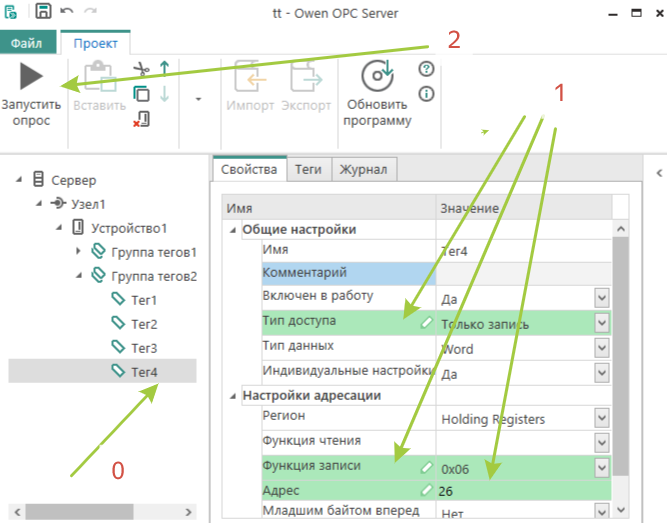 tt - Owen OPC Server
Файл Проект
2
Запустить опрос
Вставить
Импорт Экспорт
Обновить программу
1
Свойства Теги Журнал
Сервер
Узел1
Устройство1
Группа тегов1
Группа тегов2
Тег1
Тег2
Тег3
Тег4
0
Имя Значение
Общие настройки
Имя Тег4
Комментарий
Включен в работу Да
Тип доступа Только запись
Тип данных Word
Индивидуальные настройки Да
Настройки адресации
Регион Holding Registers
Функция чтения
Функция записи 0x06
Адрес 26
Младшим байтом вперед Нет